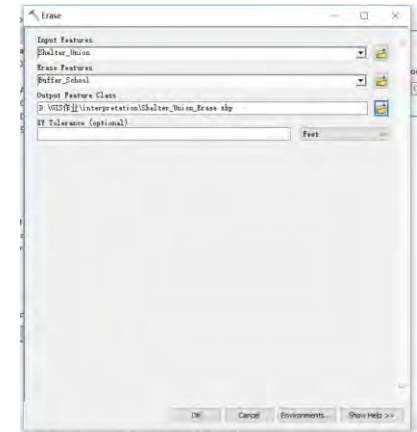 Erase
Input Features
Shelter_Union
Erase Features
Buffer_School
Output Feature Class
D:\GIS作业\interpretation\Shelter_Union_Erase.shp
XY Tolerance (optional)
Feet
OK
Cancel
Environments...
Show Help >>